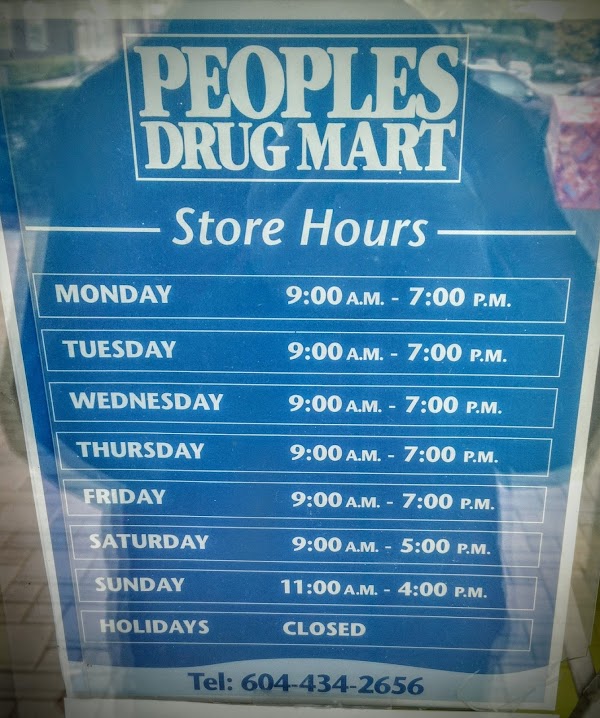 PEOPLES
DRUG MART
Store Hours
MONDAY 9:00 A.M. - 7:00 P.M.
TUESDAY 9:00 A.M. - 7:00 P.M.
WEDNESDAY 9:00 A.M. - 7:00 P.M.
THURSDAY 9:00 A.M. - 7:00 P.M.
FRIDAY 9:00 A.M. - 7:00 P.M.
SATURDAY 9:00 A.M. - 5:00 P.M.
SUNDAY 11:00 A.M. - 4:00 P.M.
HOLIDAYS CLOSED
Tel: 604-434-2656